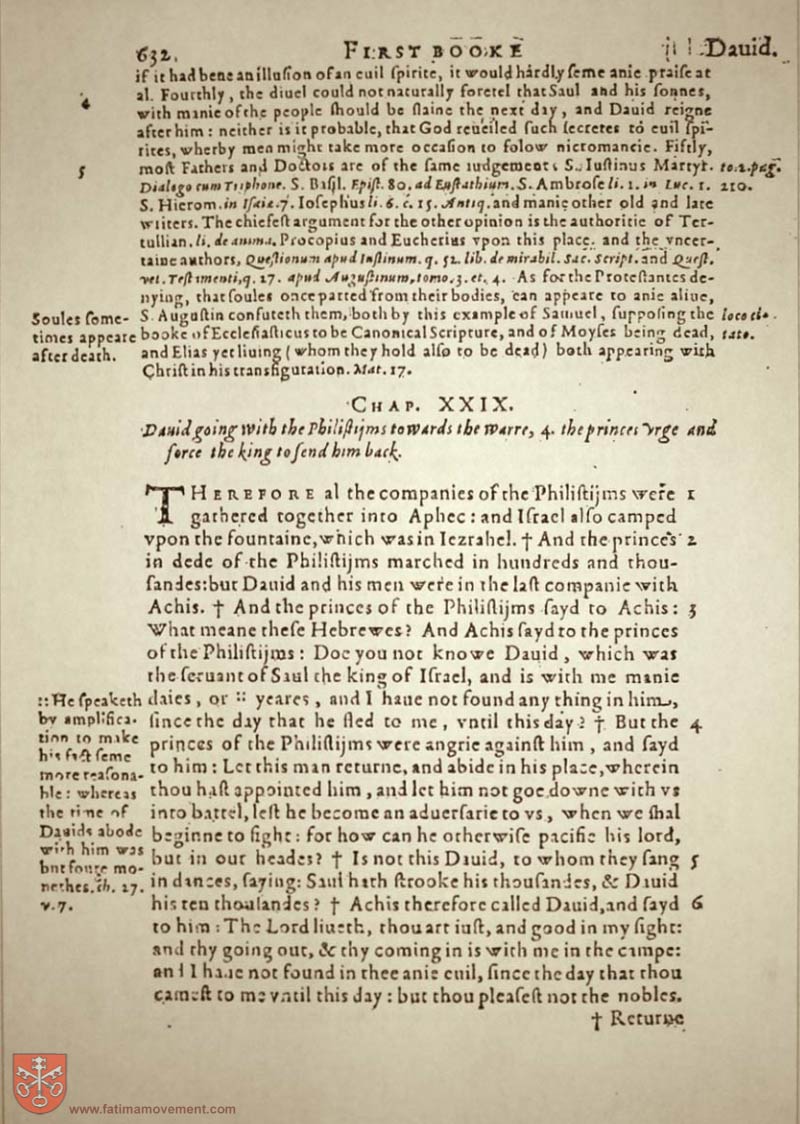 632. FIRST BOOKE Dauid.
if it had bene an illuſion of an euil ſpirite, it would hardly ſeme anie praiſe at
4 al. Fourthly, the diuel could not naturally foretel that Saul and his ſonnes,
with manie of the people ſhould be ſlaine the next day, and Dauid reigne
after him: neither is it probable, that God reueiled ſuch ſecretes to euil ſpi-
rites, wherby men might take more occaſion to folow nicromancie. Fiftly,
5 moſt Fathers and Doctors are of the ſame iudgement: S. Iuſtinus Martyr. to.2.pag.
Dialogo cum Triphone. S. Baſil. Epiſt. 80. ad Euſtathium. S. Ambroſe li. 1. in Luc. 1. 210.
S. Hierom. in Iſaie. 7. Ioſephus li. 6. c. 15. Antiq. and manie other old and late
writers. The chiefeſt argument for the other opinion is the authoritie of Ter-
tullian. li. de anima. Procopius and Eucherius vpon this place. and the vncer-
taine authors, Queſtionum apud Iuſtinum. q. 52. lib. de mirabil. Sac. Script. and Queſt.
vet. Teſtimenti, q. 27. apud Auguſtinum, tomo. 3. et. 4. As for the Proteſtantes de-
nying, that ſoules once parted from their bodies, can appeare to anie aliue,
Soules ſome- S. Auguſtin confuteth them, both by this example of Samuel, ſuppoſing the loco ci-
times appeare booke of Eccleſiaſticus to be Canonical Scripture, and of Moyſes being dead, tato.
after death. and Elias yet liuing (whom they hold alſo to be dead) both appearing with
Chriſt in his transfiguration. Mat. 17.
CHAP. XXIX.
Dauid going with the Philiſtijms towards the warre, 4. the princes vrge and
force the king to ſend him back.
THEREFORE al the companies of the Philiſtijms were 1
gathered together into Aphec: and Iſrael alſo camped
vpon the fountaine, which was in Iezrahel. † And the princes 2
in dede of the Philiſtijms marched in hundreds and thou-
ſandes: but Dauid and his men were in the laſt companie with
Achis. † And the princes of the Philiſtijms ſayd to Achis: 3
What meane theſe Hebrewes? And Achis ſayd to the princes
of the Philiſtijms: Doe you not knowe Dauid, which was
the ſeruant of Saul the king of Iſrael, and is with me manie
::He ſpeaketh daies, or :: yeares, and I haue not found any thing in him,
by amplifica- ſince the day that he fled to me, vntil this day? † But the 4
tion to make princes of the Philiſtijms were angrie againſt him, and ſayd
his fact ſeme
more reaſona- to him: Let this man returne, and abide in his place, wherein
ble: whereas thou haſt appointed him, and let him not goe downe with vs
the time of into battel, leſt he become an aduerſarie to vs, when we ſhal
Dauids abode beginne to fight: for how can he otherwiſe pacifie his lord,
with him was
but foure mo- but in our heades? † Is not this Dauid, to whom they ſang 5
nethes. ch. 27. in dances, ſaying: Saul hath ſtrooke his thouſandes, & Dauid
v. 7. his ten thouſandes? † Achis therefore called Dauid, and ſayd 6
to him: The Lord liueth, thou art iuſt, and good in my ſight:
and thy going out, & thy coming in is with me in the campe:
and I haue not found in thee anie euil, ſince the day that thou
cameſt to me vntil this day: but thou pleaſeſt not the nobles.
† Returne
www.fatimamovement.com